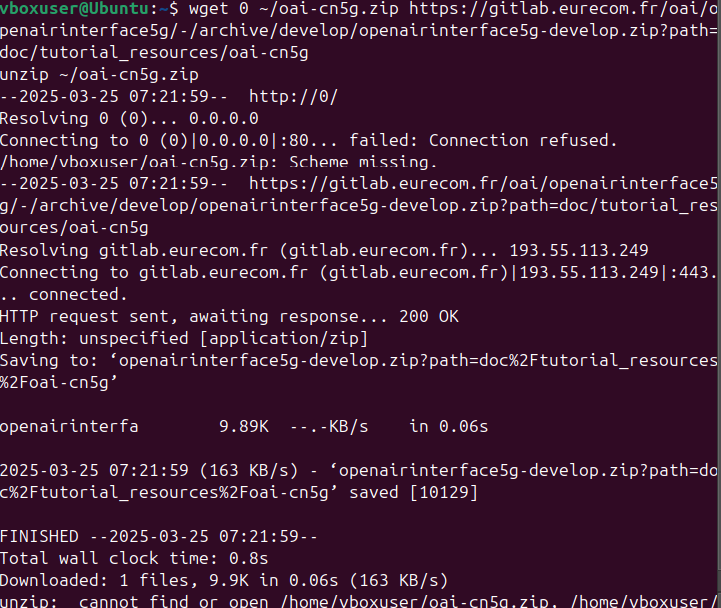 vboxuser@Ubuntu:~$ wget 0 ~/oai-cn5g.zip https://gitlab.eurecom.fr/oai/o
penairinterface5g/-/archive/develop/openairinterface5g-develop.zip?path=
doc/tutorial_resources/oai-cn5g
unzip ~/oai-cn5g.zip
--2025-03-25 07:21:59--  http://0/
Resolving 0 (0)... 0.0.0.0
Connecting to 0 (0)|0.0.0.0|:80... failed: Connection refused.
/home/vboxuser/oai-cn5g.zip: Scheme missing.
--2025-03-25 07:21:59--  https://gitlab.eurecom.fr/oai/openairinterface5
g/-/archive/develop/openairinterface5g-develop.zip?path=doc/tutorial_res
ources/oai-cn5g
Resolving gitlab.eurecom.fr (gitlab.eurecom.fr)... 193.55.113.249
Connecting to gitlab.eurecom.fr (gitlab.eurecom.fr)|193.55.113.249|:443.
.. connected.
HTTP request sent, awaiting response... 200 OK
Length: unspecified [application/zip]
Saving to: ‘openairinterface5g-develop.zip?path=doc%2Ftutorial_resources
%2Foai-cn5g’
openairinterfa        9.89K  --.-KB/s    in 0.06s
2025-03-25 07:21:59 (163 KB/s) - ‘openairinterface5g-develop.zip?path=do
c%2Ftutorial_resources%2Foai-cn5g’ saved [10129]
FINISHED --2025-03-25 07:21:59--
Total wall clock time: 0.8s
Downloaded: 1 files, 9.9K in 0.06s (163 KB/s)
unzip:  cannot find or open /home/vboxuser/oai-cn5g.zip, /home/vboxuser/